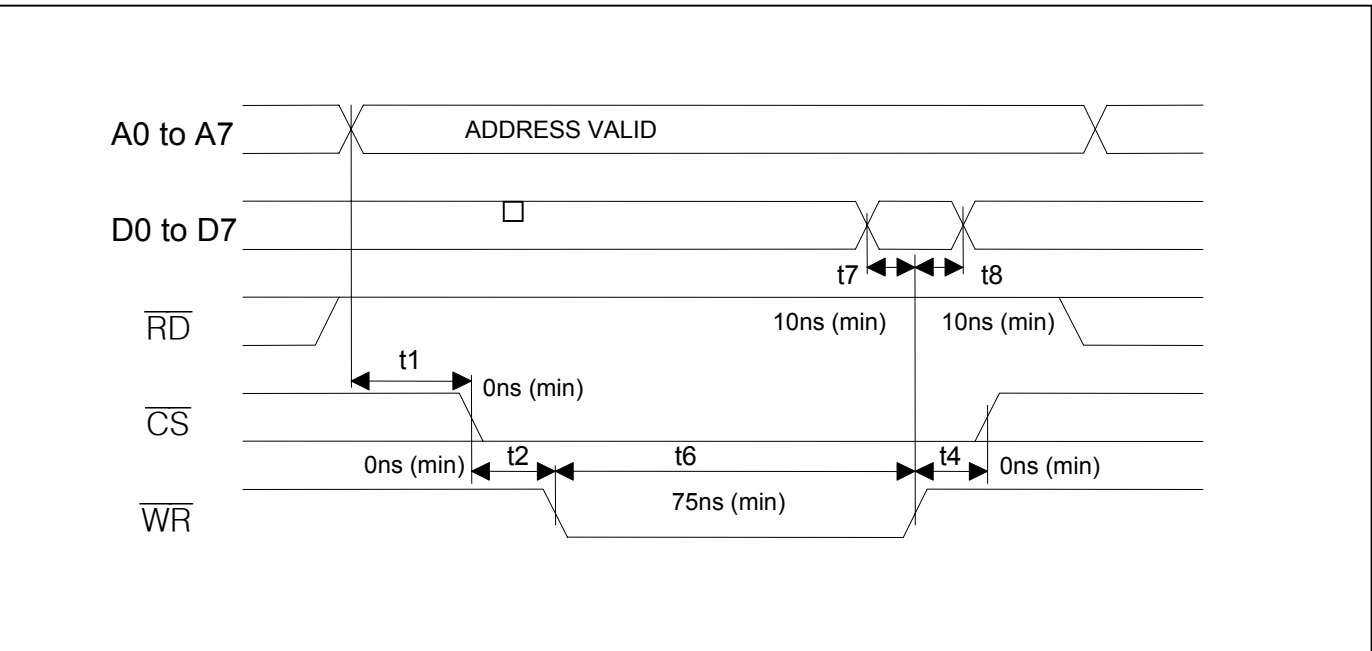 A0 to A7
ADDRESS VALID
D0 to D7
t7
t8
RD
10ns (min)
10ns (min)
t1
0ns (min)
CS
0ns (min)
t2
t6
t4
0ns (min)
WR
75ns (min)